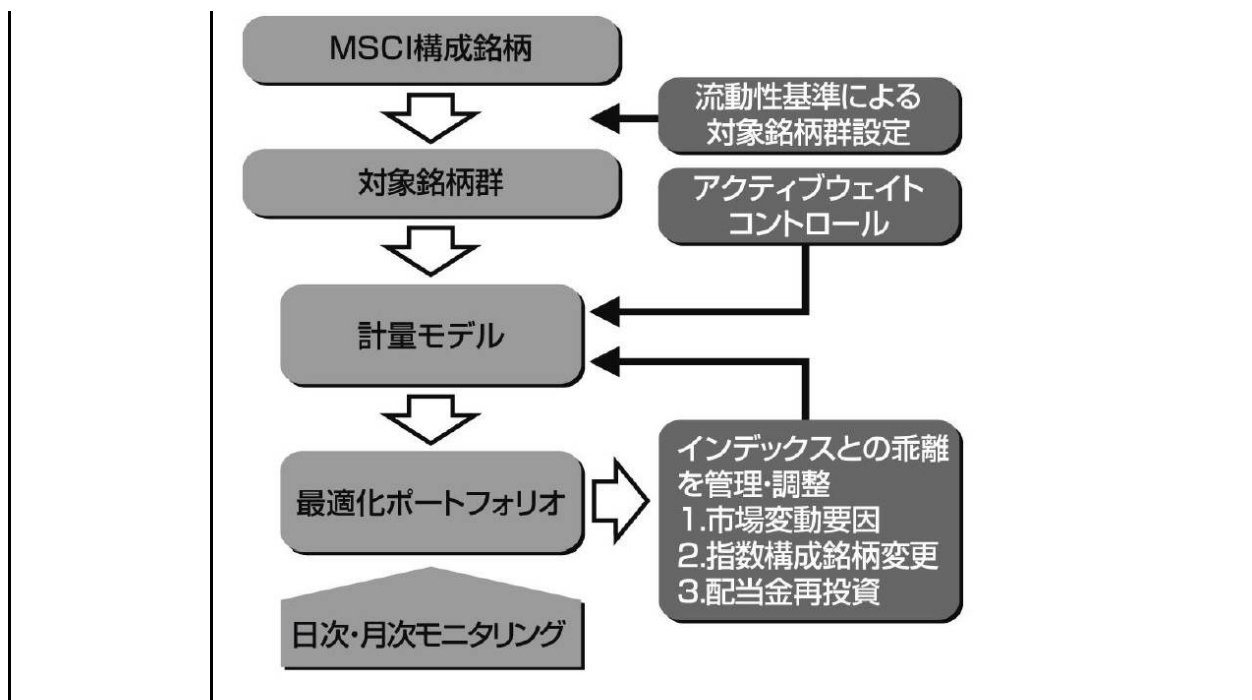 MSCI構成銘柄
流動性基準による
対象銘柄群設定
対象銘柄群
アクティブウェイト
コントロール
計量モデル
最適化ポートフォリオ
インデックスとの乖離
を管理・調整
1.市場変動要因
2.指数構成銘柄変更
3.配当金再投資
日次・月次モニタリング